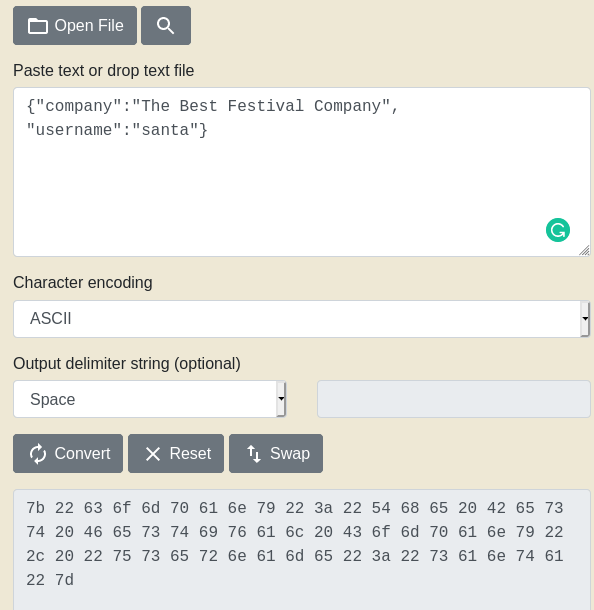 Open File
Paste text or drop text file
{"company":"The Best Festival Company",
"username":"santa"}
Character encoding
ASCII
Output delimiter string (optional)
Space
Convert Reset Swap
7b 22 63 6f 6d 70 61 6e 79 22 3a 22 54 68 65 20 42 65 73
74 20 46 65 73 74 69 76 61 6c 20 43 6f 6d 70 61 6e 79 22
2c 20 22 75 73 65 72 6e 61 6d 65 22 3a 22 73 61 6e 74 61
22 7d